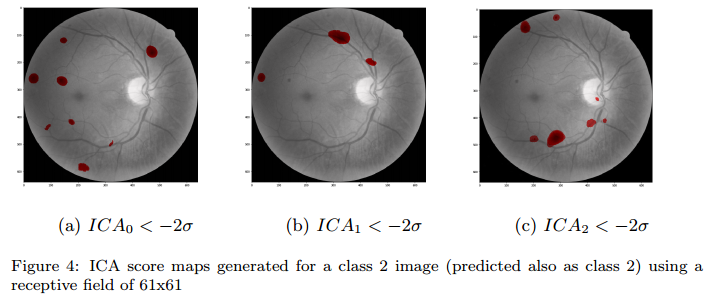 (a) ICA₀ < −2σ
(b) ICA₁ < −2σ
(c) ICA₂ < −2σ
Figure 4: ICA score maps generated for a class 2 image (predicted also as class 2) using a
receptive field of 61x61